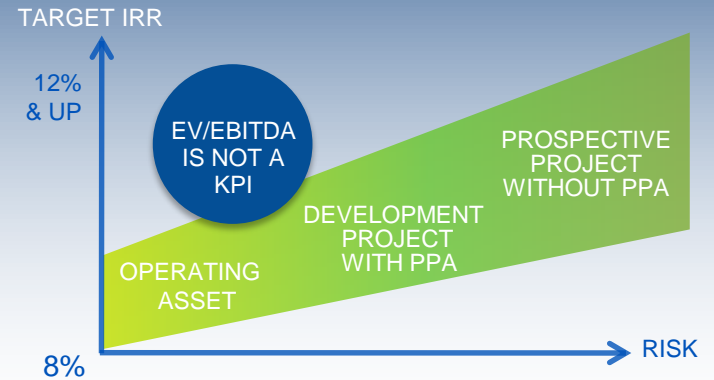 TARGET IRR
12%
& UP
EV/EBITDA
IS NOT A
KPI
PROSPECTIVE
PROJECT
WITHOUT PPA
DEVELOPMENT
PROJECT
WITH PPA
OPERATING
ASSET
RISK
8%